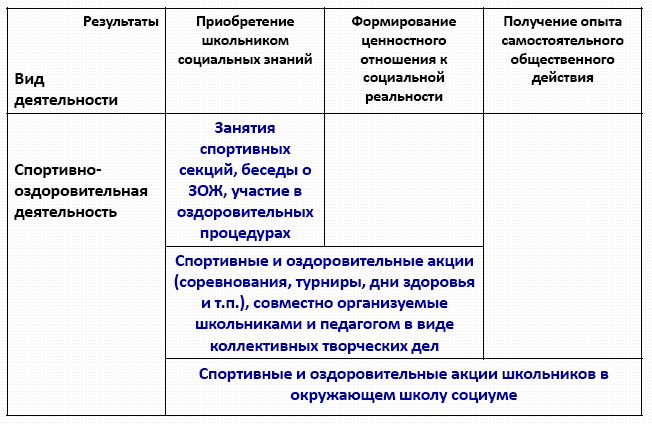 Результаты
Вид
деятельности
Приобретение
школьником
социальных знаний
Формирование
ценностного
отношения к
социальной
реальности
Получение опыта
самостоятельного
общественного
действия
Спортивно-
оздоровительная
деятельность
Занятия
спортивных
секций, беседы о
ЗОЖ, участие в
оздоровительных
процедурах
Спортивные и оздоровительные акции
(соревнования, турниры, дни здоровья
и т.п.), совместно организуемые
школьниками и педагогом в виде
коллективных творческих дел
Спортивные и оздоровительные акции школьников в
окружающем школу социуме